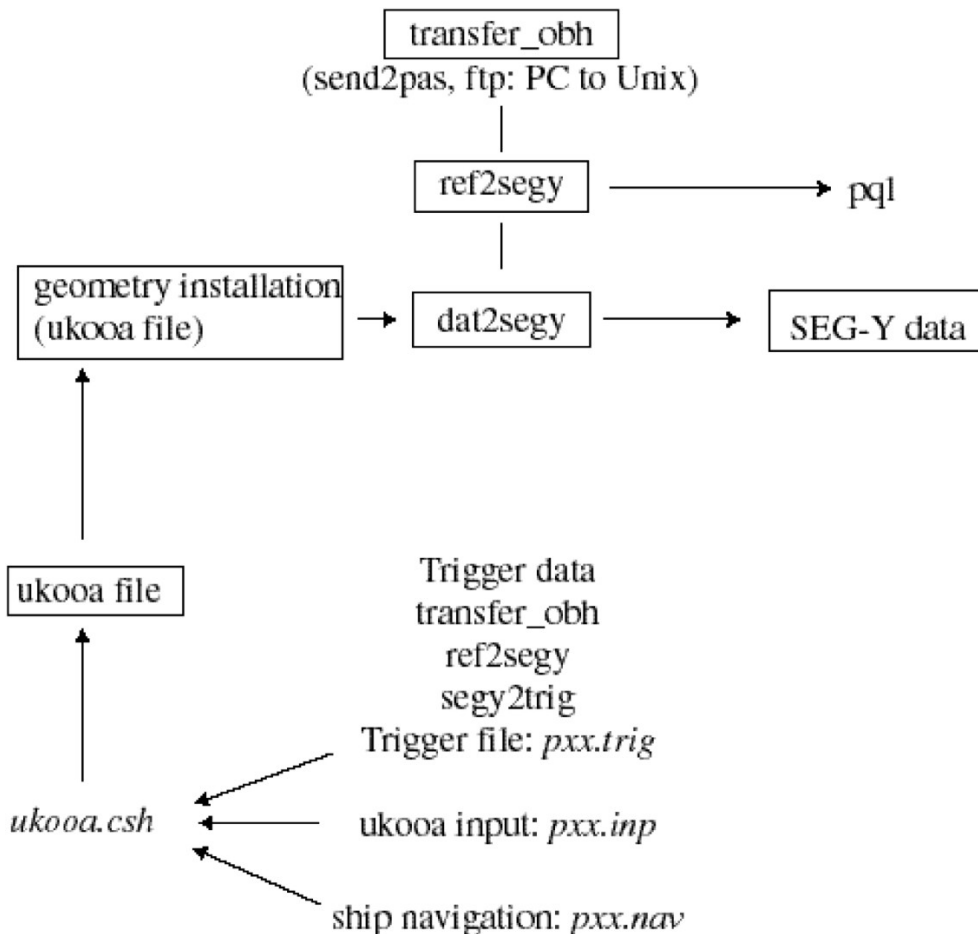 transfer_obh
(send2pas, ftp: PC to Unix)
ref2segy
pql
geometry installation
(ukooa file)
dat2segy
SEG-Y data
ukooa file
Trigger data
transfer_obh
ref2segy
segy2trig
Trigger file: pxx.trig
ukooa.csh
ukooa input: pxx.inp
ship navigation: pxx.nav